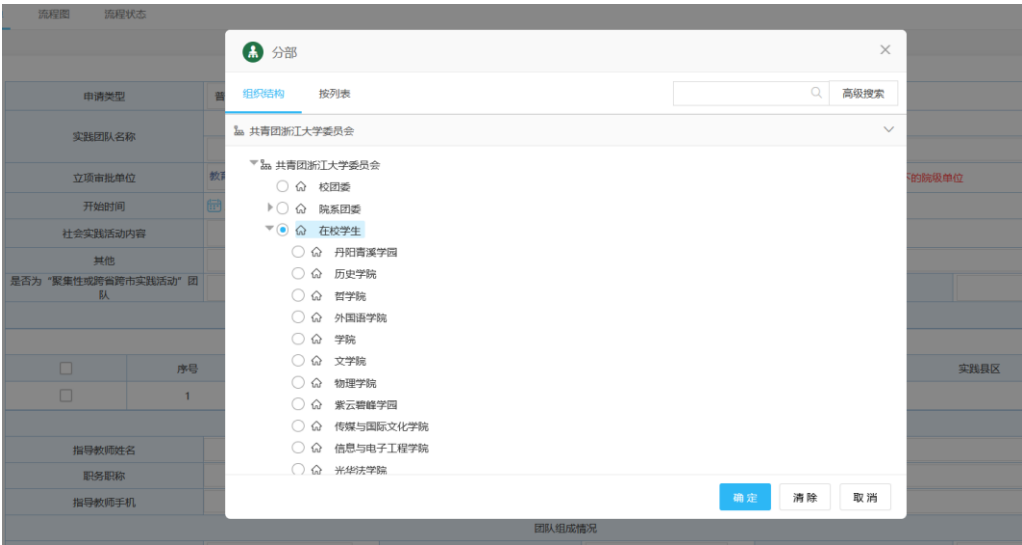 流程图 流程状态
分部
组织结构 按列表 高级搜索
共青团浙江大学委员会
共青团浙江大学委员会
校团委
院系团委
在校学生
丹阳青溪学园
历史学院
哲学院
外国语学院
学院
文学院
物理学院
紫云碧峰学园
传媒与国际文化学院
信息与电子工程学院
光华法学院
确定 清除 取消
申请类型 普
实践团队名称
立项审批单位 教育 不的院级单位
开始时间
社会实践活动内容
其他
是否为“聚集性或跨省跨市实践活动”团
队
序号 实践县区
1
指导教师姓名
职务职称
指导教师手机
团队组成情况